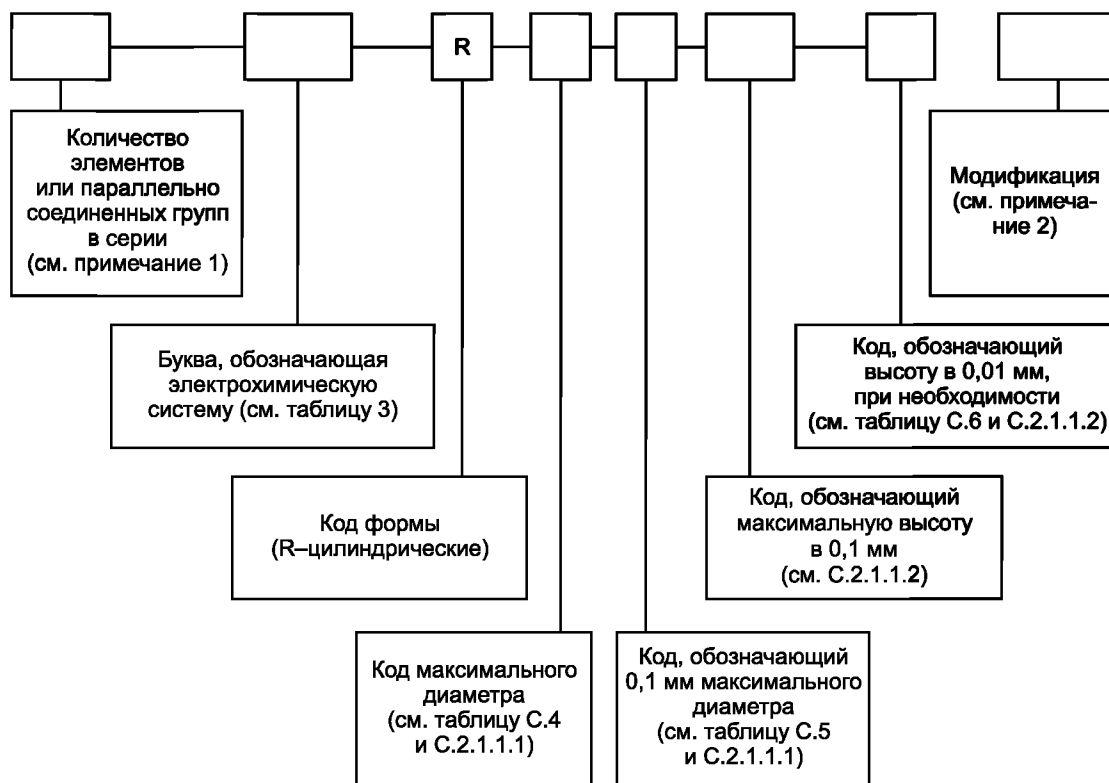 R
Количество
элементов
или параллельно
соединенных групп
в серии
(см. примечание 1)
Модификация
(см. примеча-
ние 2)
Буква, обозначающая
электрохимическую
систему (см. таблицу 3)
Код, обозначающий
высоту в 0,01 мм,
при необходимости
(см. таблицу С.6 и С.2.1.1.2)
Код формы
(R–цилиндрические)
Код, обозначающий
максимальную высоту
в 0,1 мм
(см. С.2.1.1.2)
Код максимального
диаметра
(см. таблицу С.4
и С.2.1.1.1)
Код, обозначающий
0,1 мм максимального
диаметра
(см. таблицу С.5
и С.2.1.1.1)